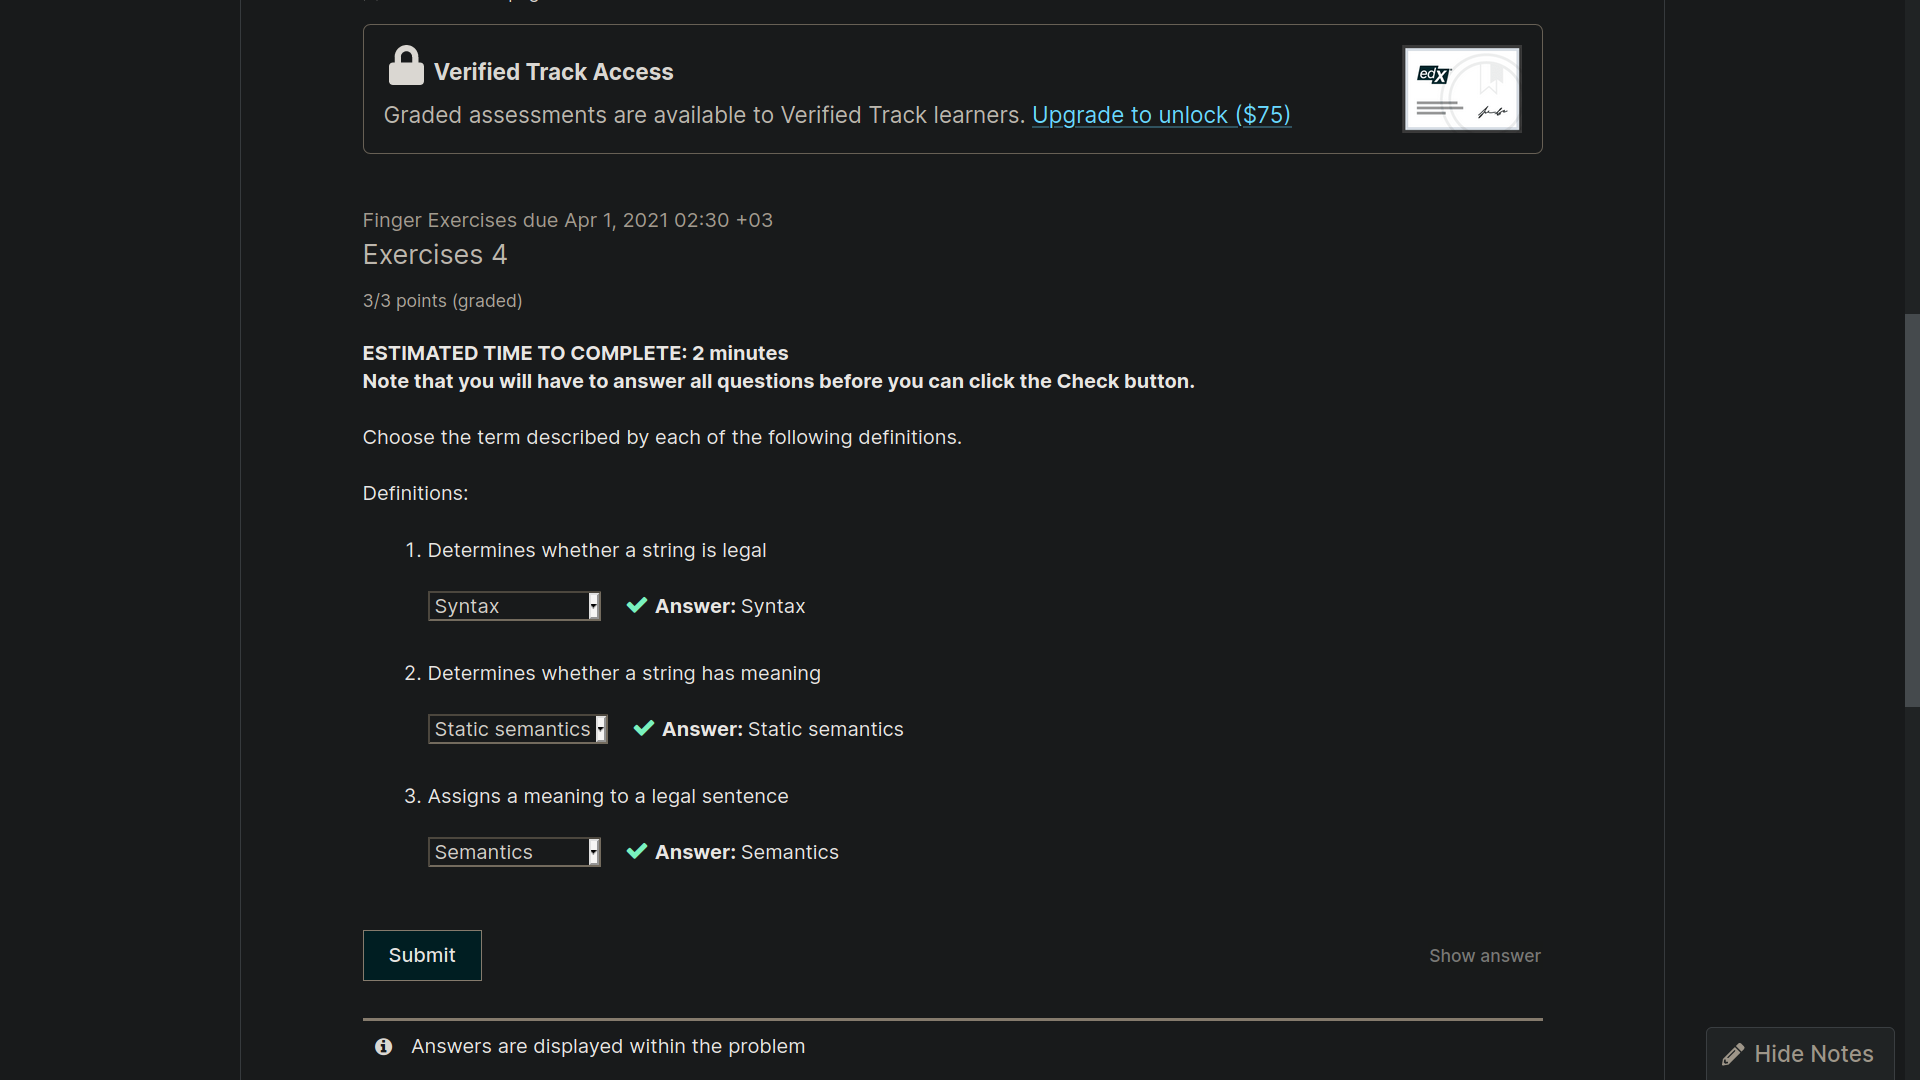 Verified Track Access
edX
Graded assessments are available to Verified Track learners. Upgrade to unlock ($75)
Finger Exercises due Apr 1, 2021 02:30 +03
Exercises 4
3/3 points (graded)
ESTIMATED TIME TO COMPLETE: 2 minutes
Note that you will have to answer all questions before you can click the Check button.
Choose the term described by each of the following definitions.
Definitions:
1. Determines whether a string is legal
Syntax Answer: Syntax
2. Determines whether a string has meaning
Static semantics Answer: Static semantics
3. Assigns a meaning to a legal sentence
Semantics Answer: Semantics
Submit
Show answer
Answers are displayed within the problem
Hide Notes